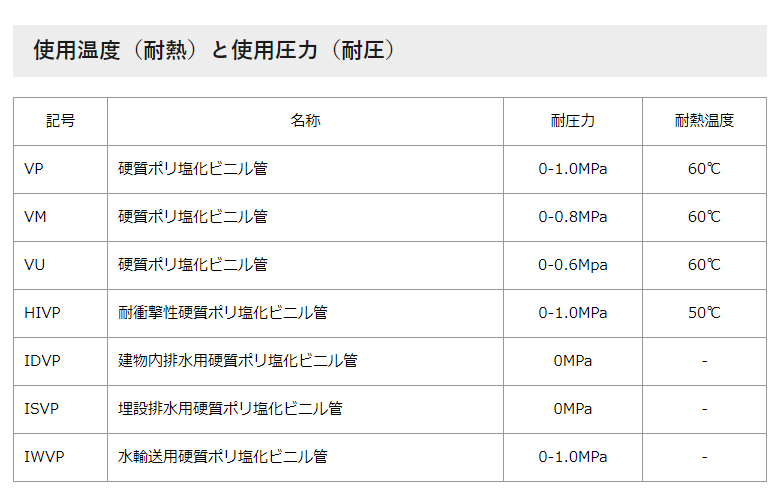 使用温度（耐熱）と使用圧力（耐圧）
記号 名称 耐圧力 耐熱温度
VP 硬質ポリ塩化ビニル管 0-1.0MPa 60℃
VM 硬質ポリ塩化ビニル管 0-0.8MPa 60℃
VU 硬質ポリ塩化ビニル管 0-0.6Mpa 60℃
HIVP 耐衝撃性硬質ポリ塩化ビニル管 0-1.0MPa 50℃
IDVP 建物内排水用硬質ポリ塩化ビニル管 0MPa -
ISVP 埋設排水用硬質ポリ塩化ビニル管 0MPa -
IWVP 水輸送用硬質ポリ塩化ビニル管 0-1.0MPa -